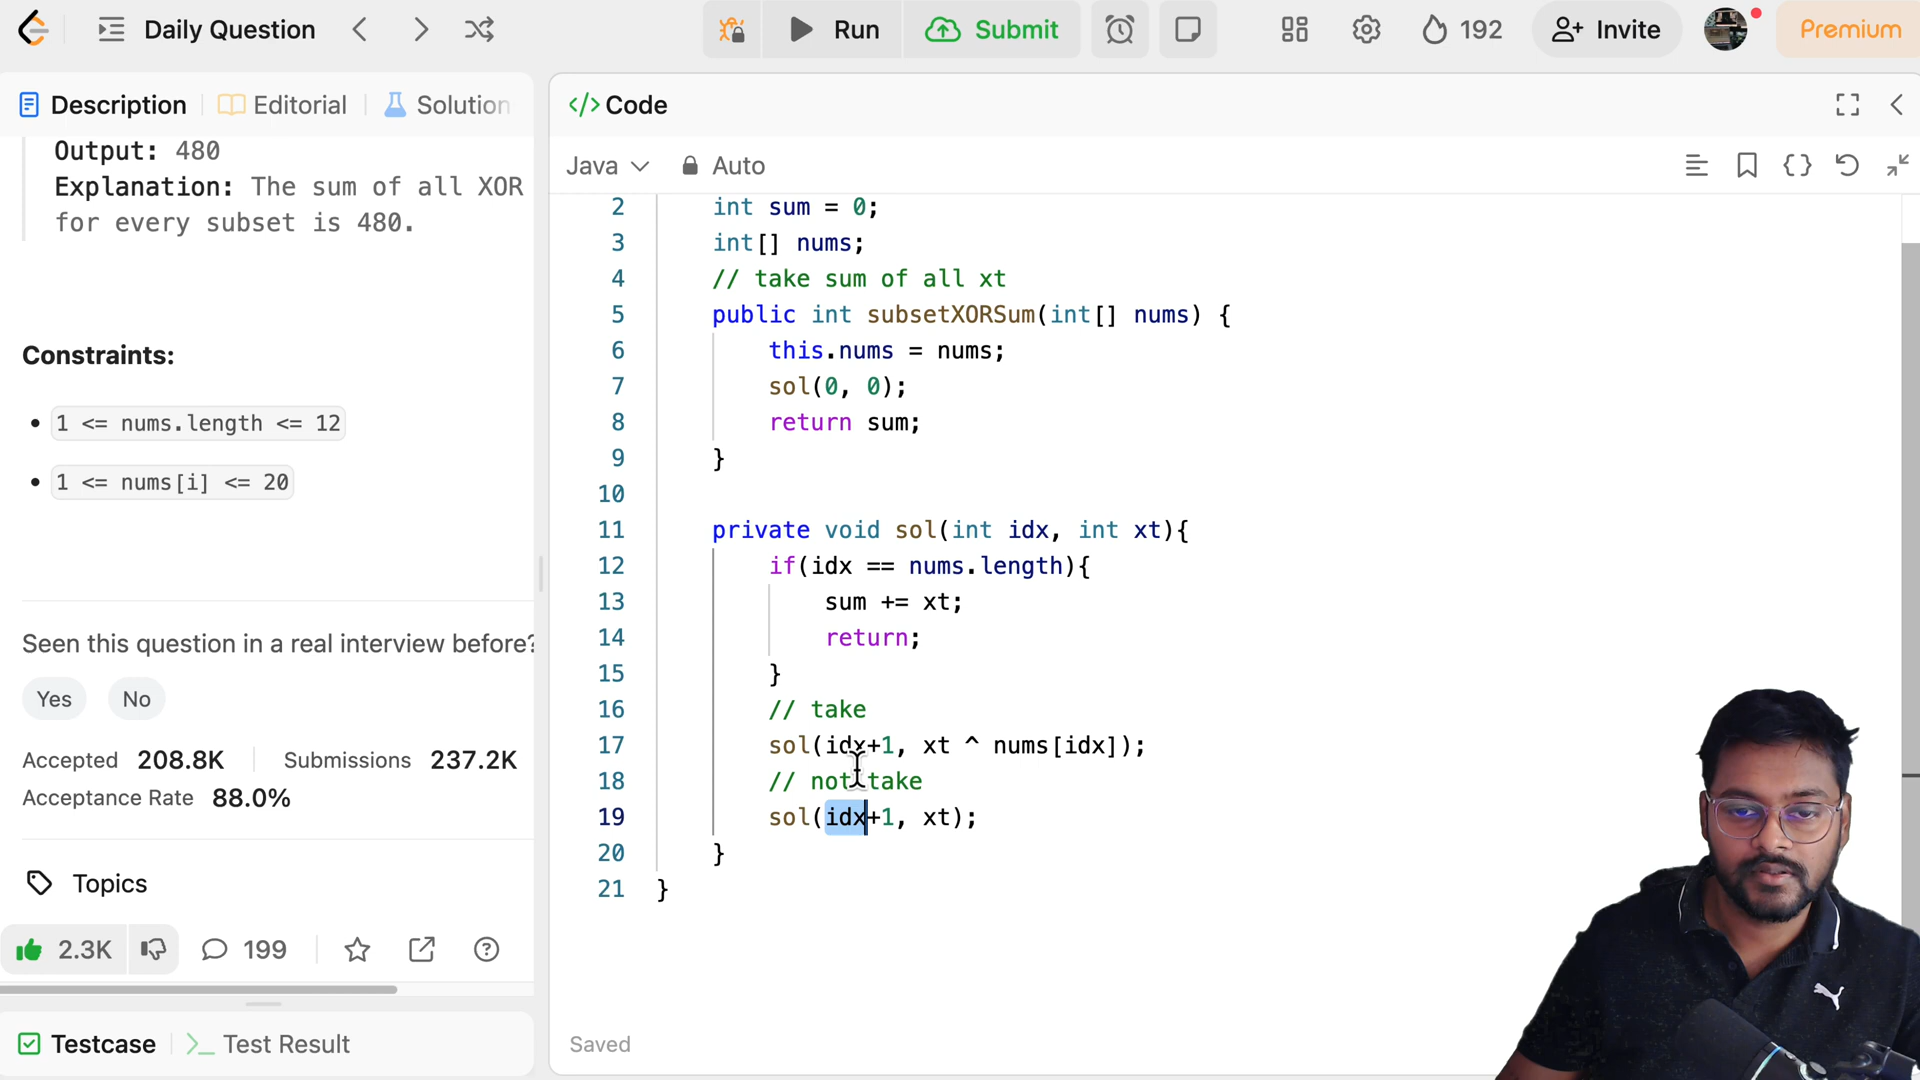 Daily Question
Run
Submit
192
Invite
Premium
Description
Editorial
Solution
Output: 480
Explanation: The sum of all XOR
for every subset is 480.
Constraints:
1 <= nums.length <= 12
1 <= nums[i] <= 20
Seen this question in a real interview before?
Yes No
Accepted 208.8K Submissions 237.2K
Acceptance Rate 88.0%
Topics
2.3K 199
Testcase Test Result
</> Code
Java Auto
2 int sum = 0;
3 int[] nums;
4 // take sum of all xt
5 public int subsetXORSum(int[] nums) {
6 this.nums = nums;
7 sol(0, 0);
8 return sum;
9 }
10
11 private void sol(int idx, int xt){
12 if(idx == nums.length){
13 sum += xt;
14 return;
15 }
16 // take
17 sol(idx+1, xt ^ nums[idx]);
18 // not take
19 sol(idx+1, xt);
20 }
21 }
Saved